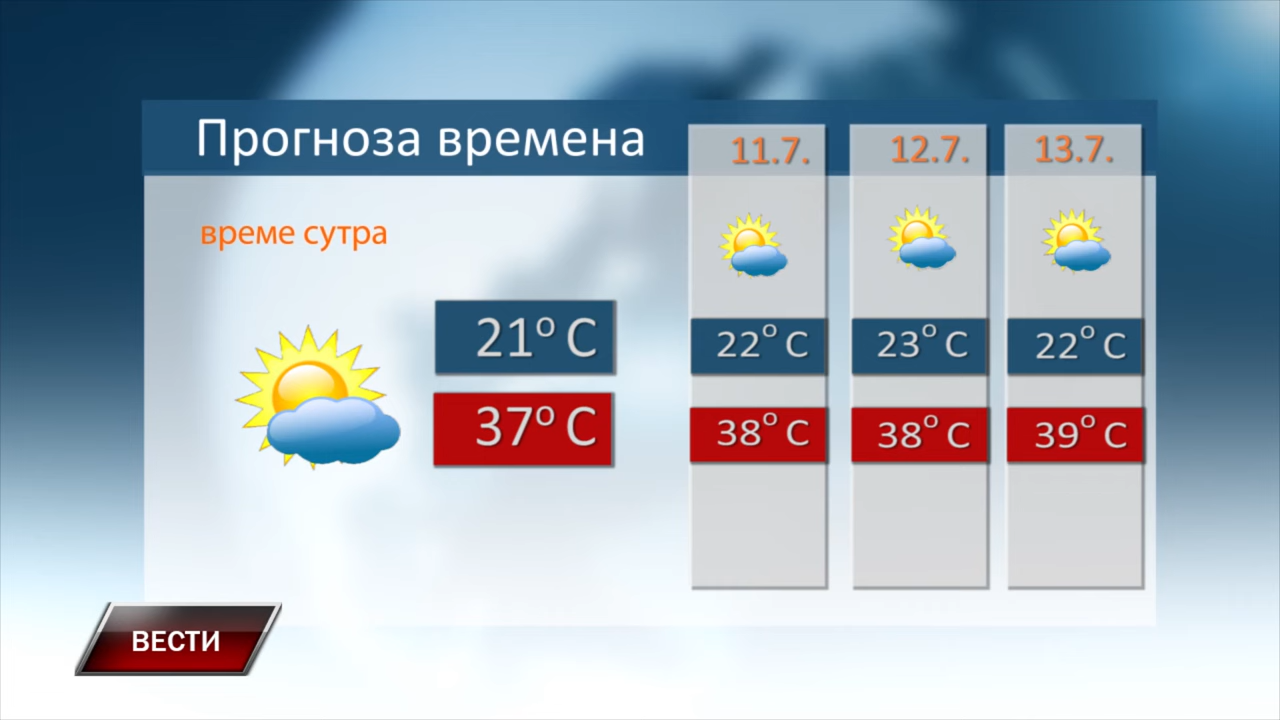 Прогноза времена
време сутра
21° C
37° C
11.7.
22° C
38° C
12.7.
23° C
38° C
13.7.
22° C
39° C
ВЕСТИ